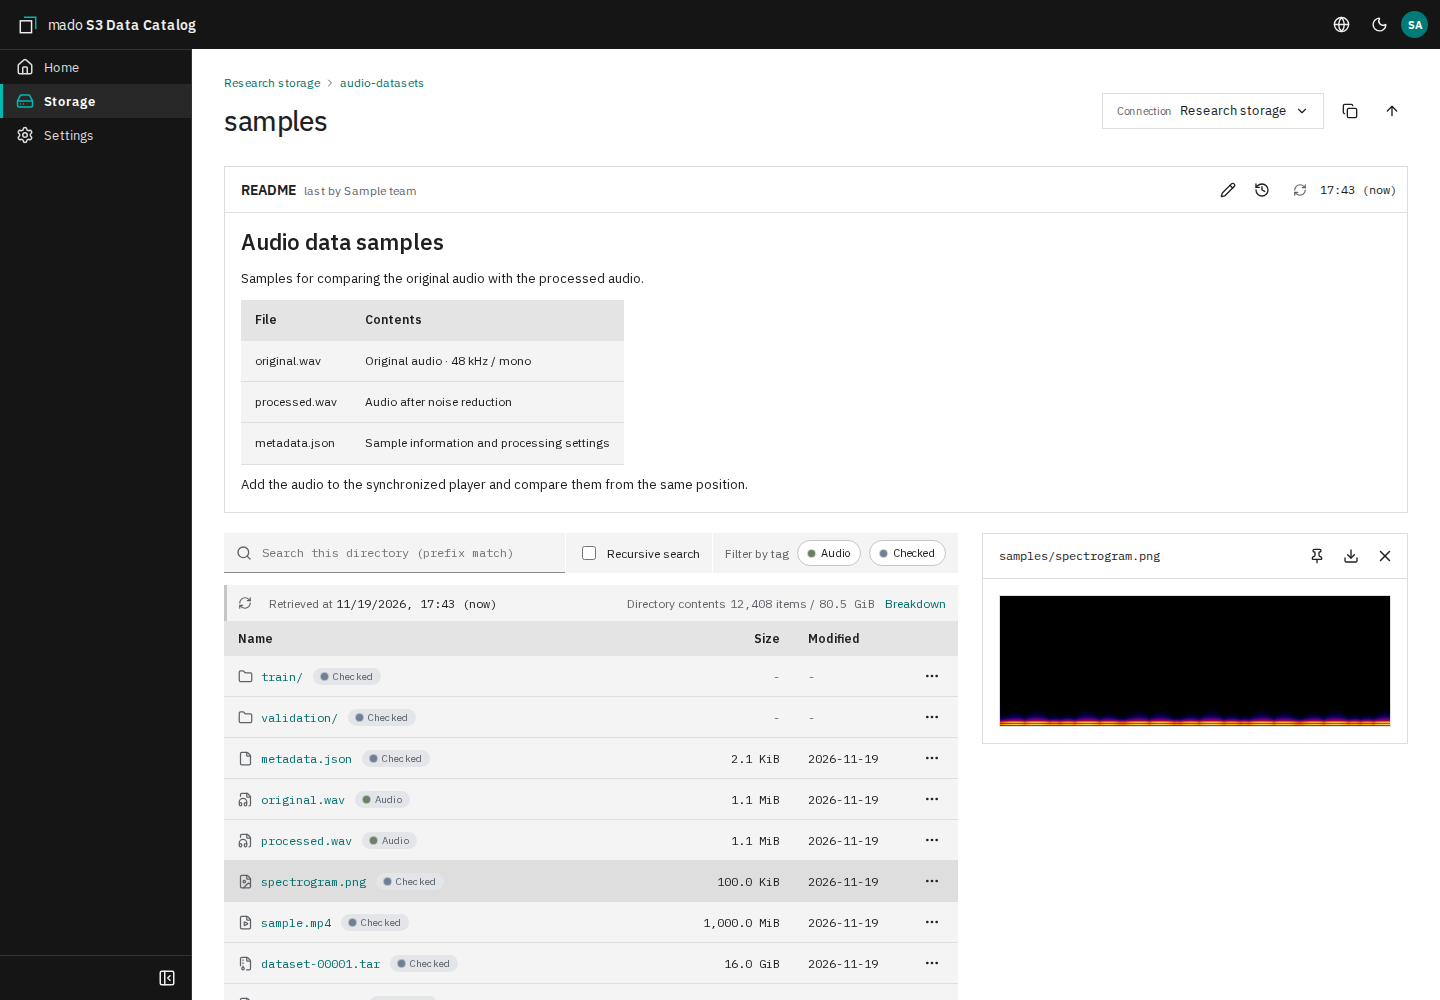 mado S3 Data Catalog
SA
Home
Storage
Settings
Research storage > audio-datasets
samples
Connection Research storage
README last by Sample team
17:43 (now)
Audio data samples
Samples for comparing the original audio with the processed audio.
File Contents
original.wav Original audio · 48 kHz / mono
processed.wav Audio after noise reduction
metadata.json Sample information and processing settings
Add the audio to the synchronized player and compare them from the same position.
Search this directory (prefix match)
Recursive search
Filter by tag Audio Checked
Retrieved at 11/19/2026, 17:43 (now)
Directory contents 12,408 items / 80.5 GiB Breakdown
Name Size Modified
train/ Checked - -
validation/ Checked - -
metadata.json Checked 2.1 KiB 2026-11-19
original.wav Audio 1.1 MiB 2026-11-19
processed.wav Audio 1.1 MiB 2026-11-19
spectrogram.png Checked 100.0 KiB 2026-11-19
sample.mp4 Checked 1,000.0 MiB 2026-11-19
dataset-00001.tar Checked 16.0 GiB 2026-11-19
samples/spectrogram.png